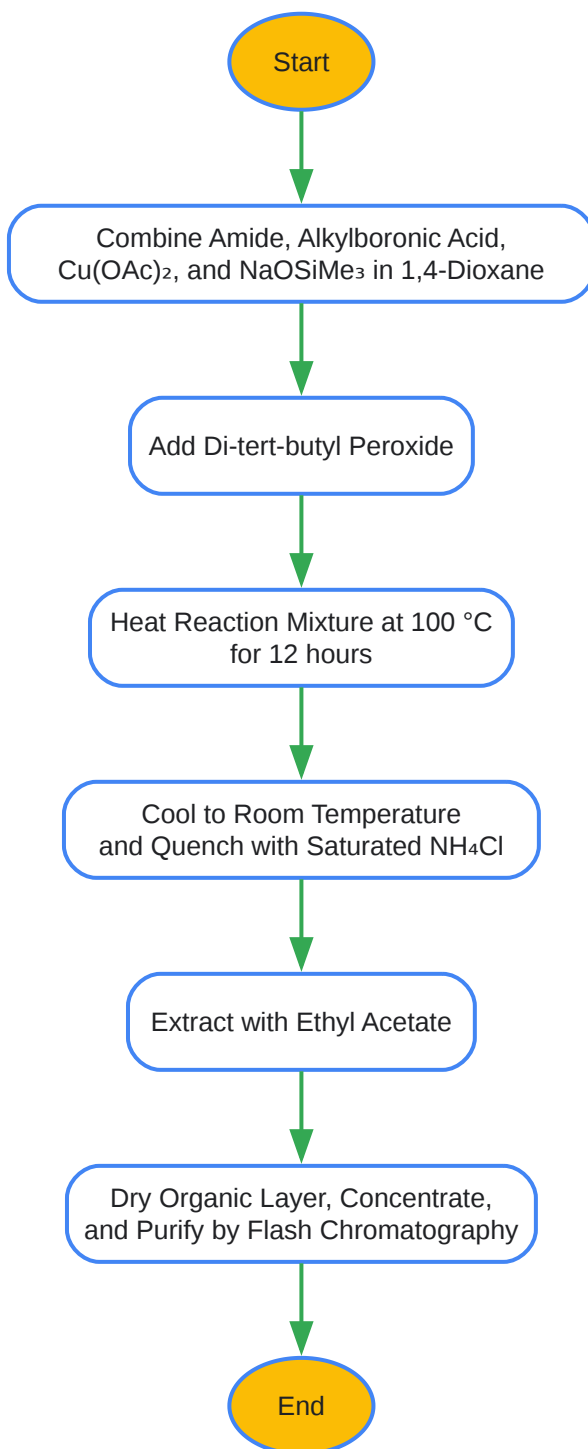 Start
Combine Amide, Alkylboronic Acid,
Cu(OAc)₂, and NaOSiMe₃ in 1,4-Dioxane
Add Di-tert-butyl Peroxide
Heat Reaction Mixture at 100 °C
for 12 hours
Cool to Room Temperature
and Quench with Saturated NH₄Cl
Extract with Ethyl Acetate
Dry Organic Layer, Concentrate,
and Purify by Flash Chromatography
End